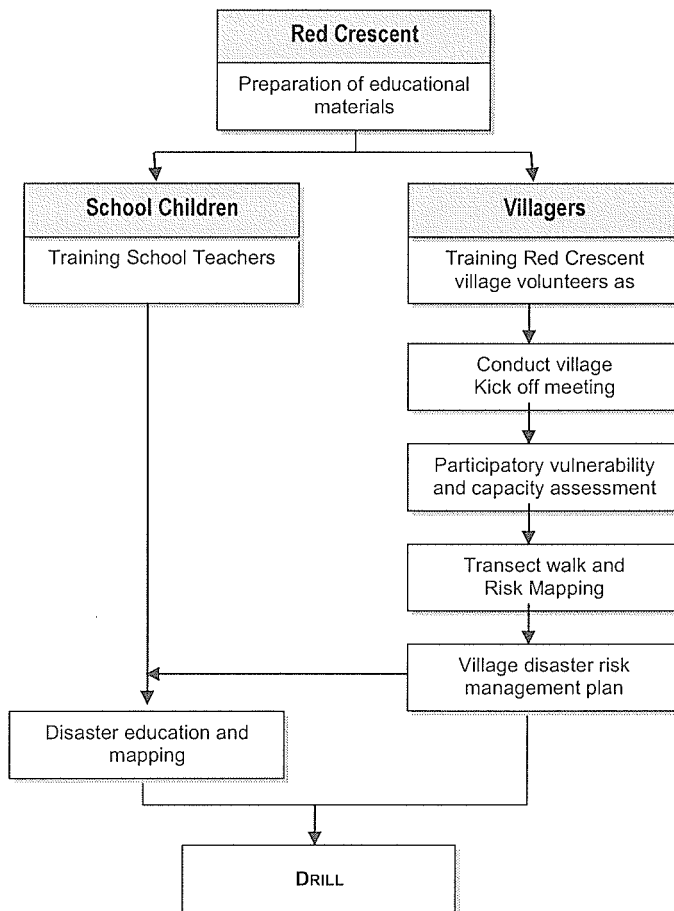 Red Crescent
Preparation of educational
materials
School Children
Training School Teachers
Villagers
Training Red Crescent
village volunteers as
Conduct village
Kick off meeting
Participatory vulnerability
and capacity assessment
Transect walk and
Risk Mapping
Village disaster risk
management plan
Disaster education and
mapping
DRILL